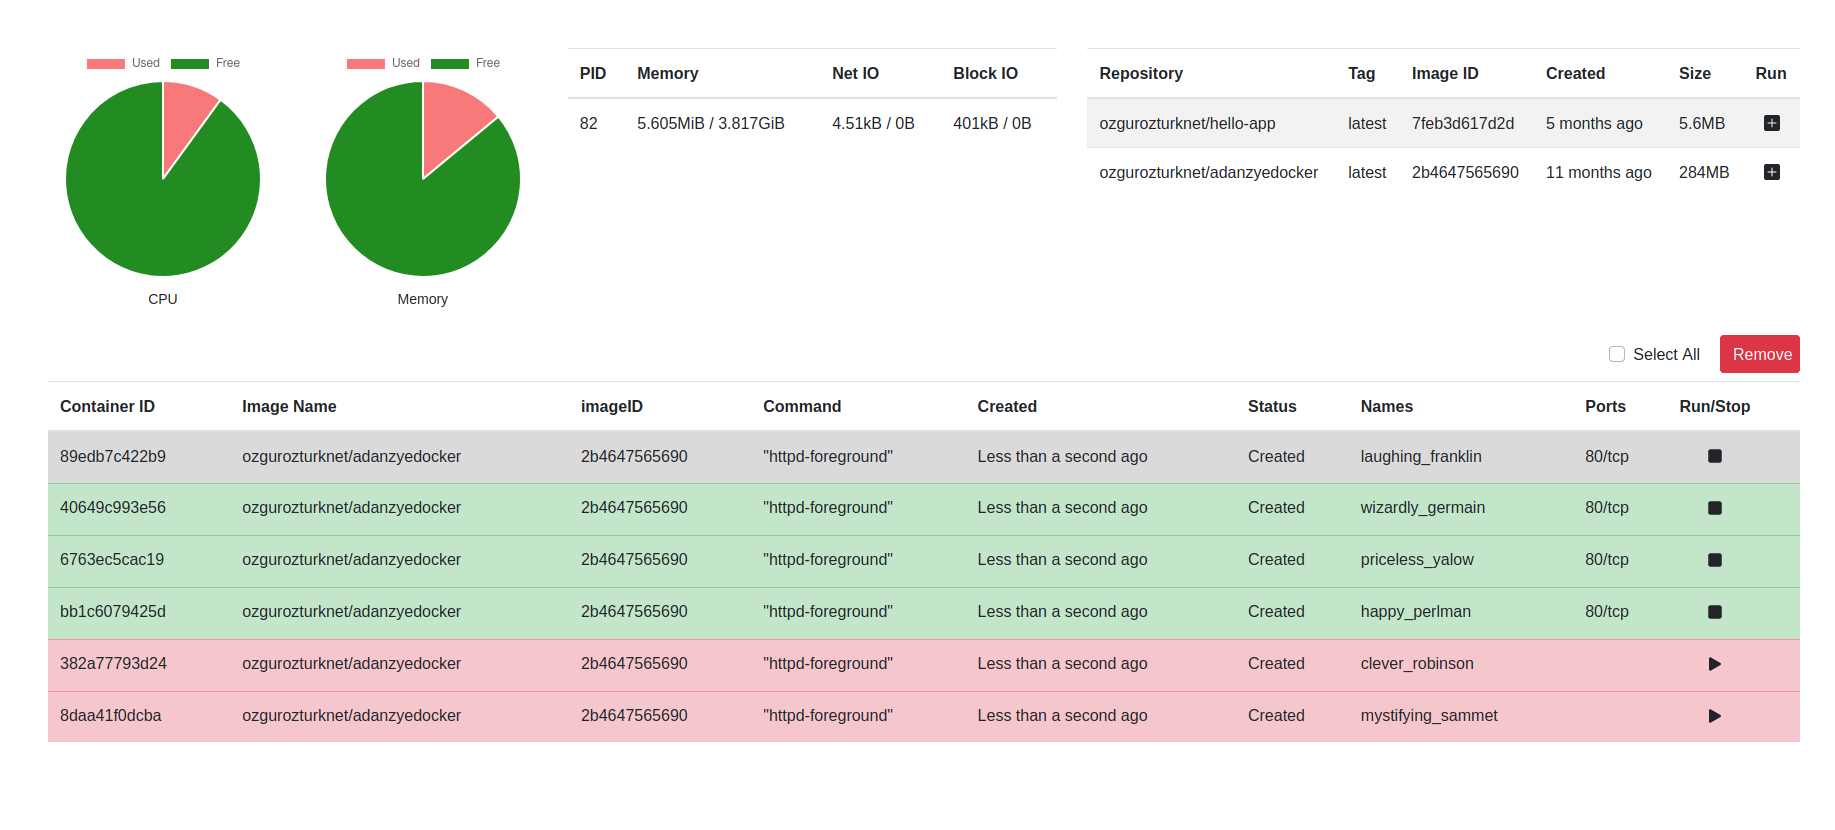 Used Free
CPU
Used Free
Memory
PID Memory Net IO Block IO
82 5.605MiB / 3.817GiB 4.51kB / 0B 401kB / 0B
Repository Tag Image ID Created Size Run
ozgurozturknet/hello-app latest 7feb3d617d2d 5 months ago 5.6MB
ozgurozturknet/adanzyedocker latest 2b4647565690 11 months ago 284MB
Select All Remove
Container ID Image Name imageID Command Created Status Names Ports Run/Stop
89edb7c422b9 ozgurozturknet/adanzyedocker 2b4647565690 "httpd-foreground" Less than a second ago Created laughing_franklin 80/tcp
40649c993e56 ozgurozturknet/adanzyedocker 2b4647565690 "httpd-foreground" Less than a second ago Created wizardly_germain 80/tcp
6763ec5cac19 ozgurozturknet/adanzyedocker 2b4647565690 "httpd-foreground" Less than a second ago Created priceless_yalow 80/tcp
bb1c6079425d ozgurozturknet/adanzyedocker 2b4647565690 "httpd-foreground" Less than a second ago Created happy_perlman 80/tcp
382a77793d24 ozgurozturknet/adanzyedocker 2b4647565690 "httpd-foreground" Less than a second ago Created clever_robinson
8daa41f0dcba ozgurozturknet/adanzyedocker 2b4647565690 "httpd-foreground" Less than a second ago Created mystifying_sammet